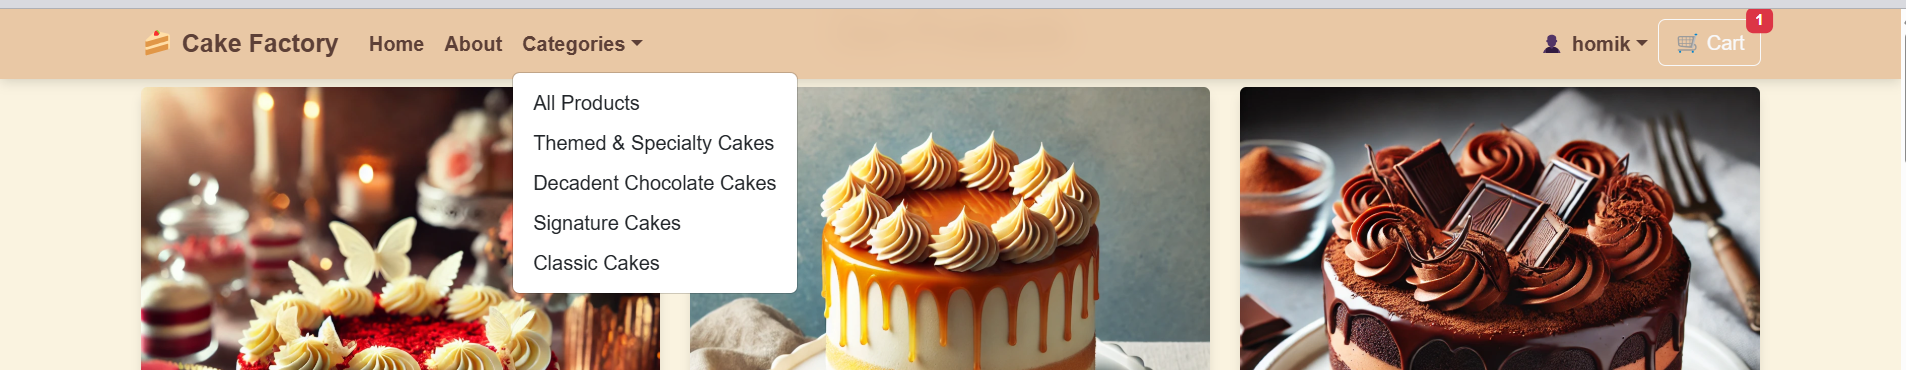 Cake Factory Home About Categories homik Cart 1
All Products
Themed & Specialty Cakes
Decadent Chocolate Cakes
Signature Cakes
Classic Cakes